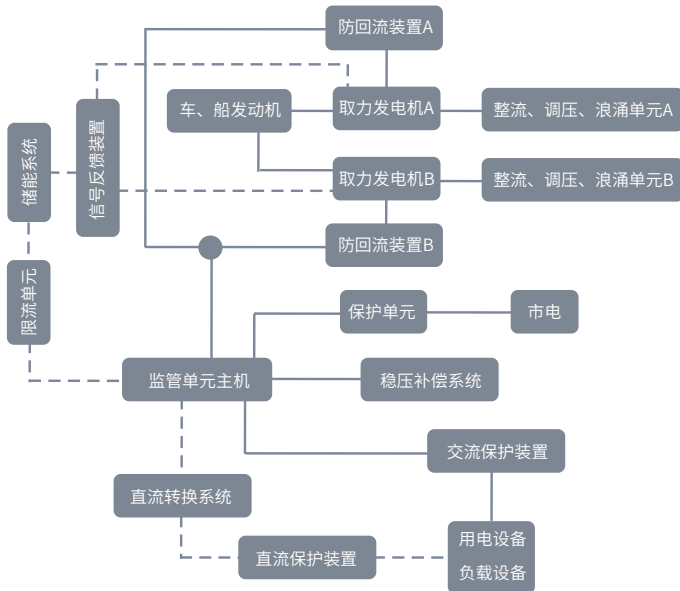 防回流装置A
车、船发动机
取力发电机A
整流、调压、浪涌单元A
储能系统
信号反馈装置
取力发电机B
整流、调压、浪涌单元B
防回流装置B
限流单元
保护单元
市电
监管单元主机
稳压补偿系统
交流保护装置
直流转换系统
直流保护装置
用电设备
负载设备